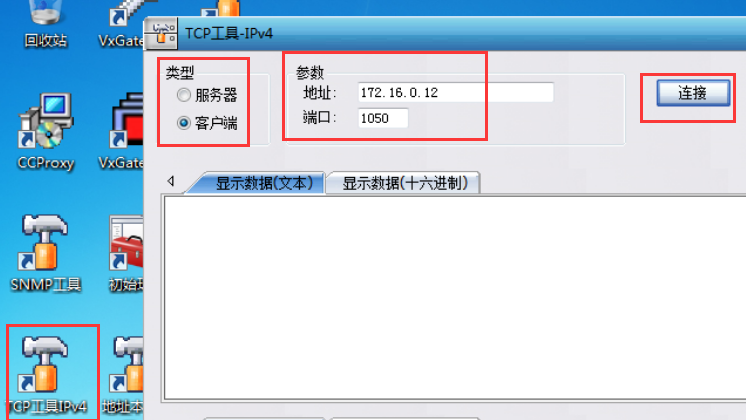 回收站
VxGate
TCP工具-IPv4
类型
服务器
客户端
参数
地址:
172.16.0.12
端口:
1050
连接
CCProxy
VxGate
显示数据(文本)
显示数据(十六进制)
SNMP工具
初始
TCP工具IPv4
地址本